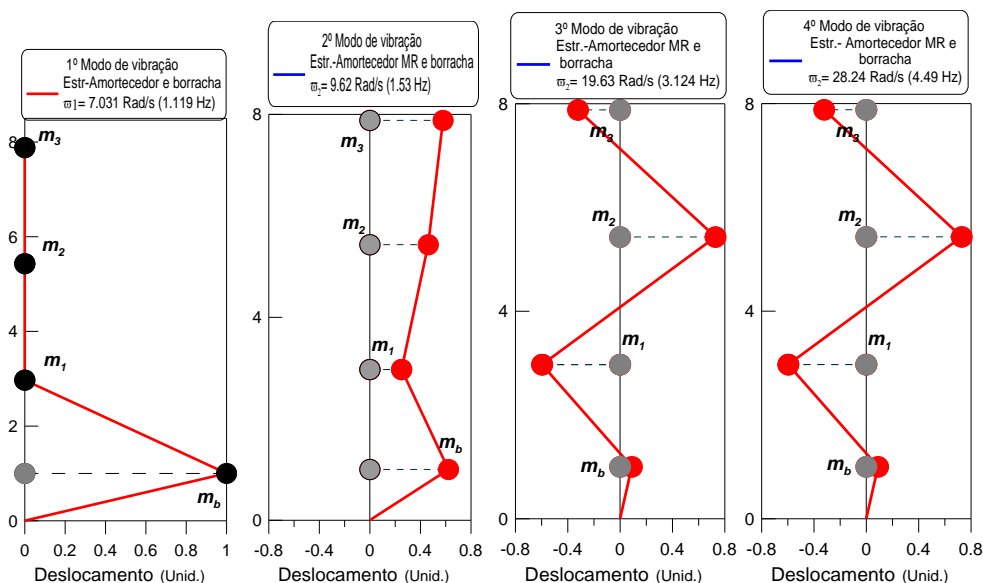 1º Modo de vibração
Estr-Amortecedor e borracha
ϖ1= 7.031 Rad/s (1.119 Hz)
8
6
4
2
0
m3
m2
m1
mb
0 0.2 0.4 0.6 0.8 1
Deslocamento (Unid.)
2º Modo de vibração
Estr.-Amortecedor MR e borracha
ϖ2= 9.62 Rad/s (1.53 Hz)
8
4
0
m3
m2
m1
mb
-0.8 -0.4 0 0.4 0.8
Deslocamento (Unid.)
3º Modo de vibração
Estr.-Amortecedor MR e
borracha
ϖ2= 19.63 Rad/s (3.124 Hz)
8
4
0
m3
m2
m1
mb
-0.8 -0.4 0 0.4 0.8
Deslocamento (Unid.)
4º Modo de vibração
Estr.- Amortecedor MR e
borracha
ϖ2= 28.24 Rad/s (4.49 Hz)
8
4
0
m3
m2
m1
mb
-0.8 -0.4 0 0.4 0.8
Deslocamento (Unid.)